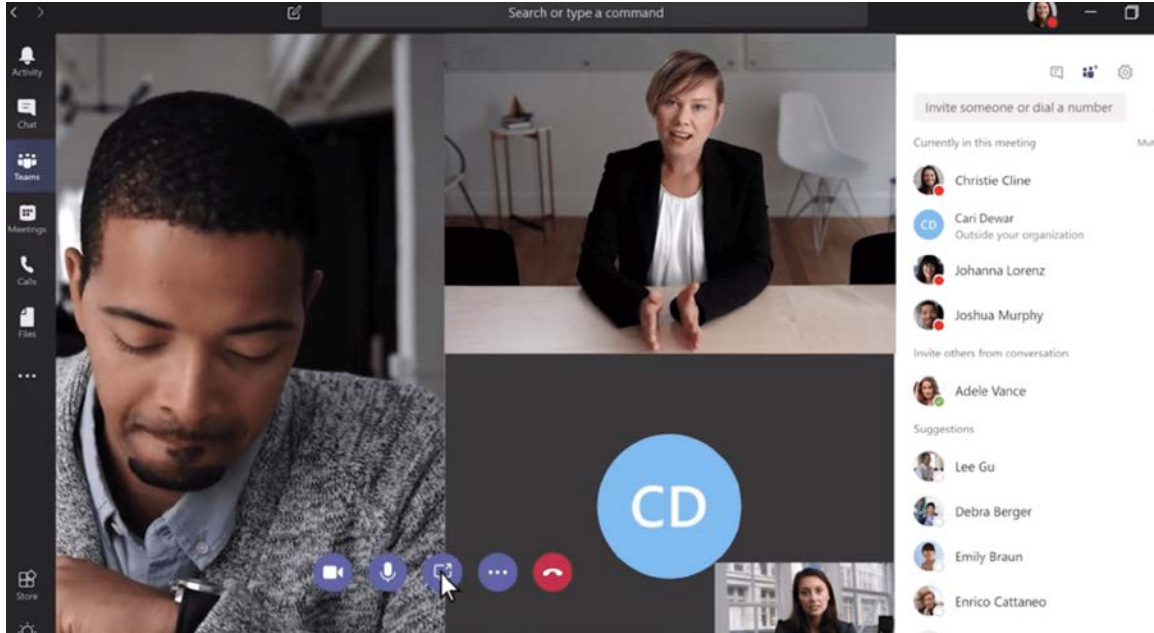 Search or type a command
Activity
Chat
Teams
Meetings
Calls
Files
Store
CD
Invite someone or dial a number
Currently in this meeting
Christie Cline
CD
Cari Dewar
Outside your organization
Johanna Lorenz
Joshua Murphy
Invite others from conversation
Adele Vance
Suggestions
Lee Gu
Debra Berger
Emily Braun
Enrico Cattaneo